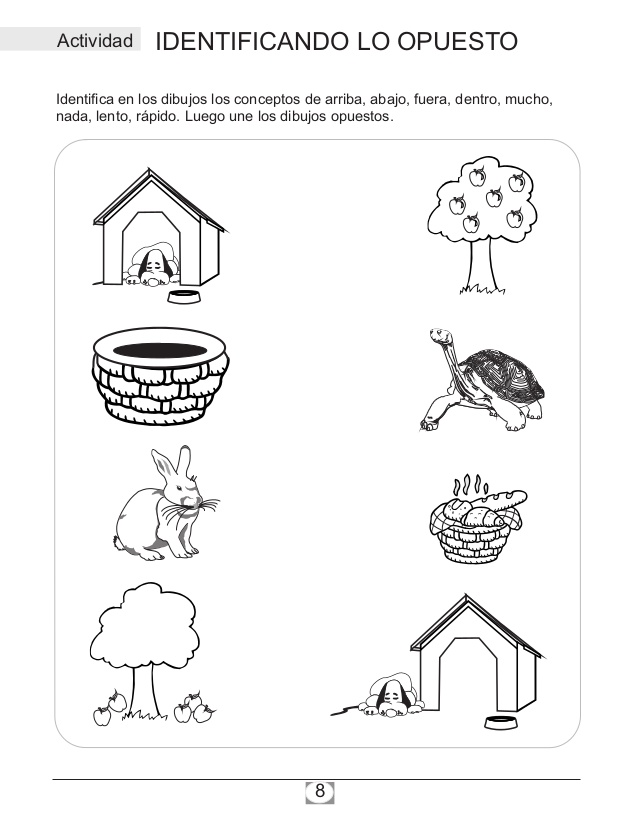 Actividad IDENTIFICANDO LO OPUESTO
Identifica en los dibujos los conceptos de arriba, abajo, fuera, dentro, mucho,
nada, lento, rápido. Luego une los dibujos opuestos.
8